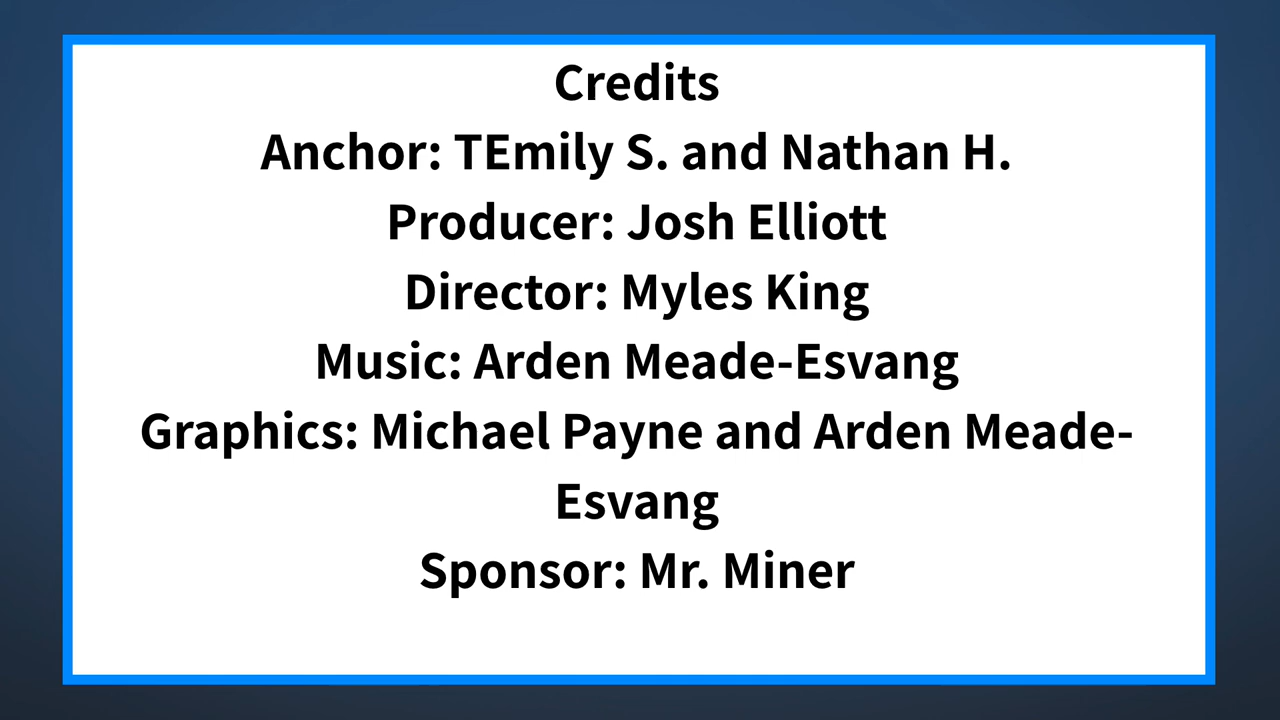 Credits
Anchor: TEmily S. and Nathan H.
Producer: Josh Elliott
Director: Myles King
Music: Arden Meade-Esvang
Graphics: Michael Payne and Arden Meade-
Esvang
Sponsor: Mr. Miner